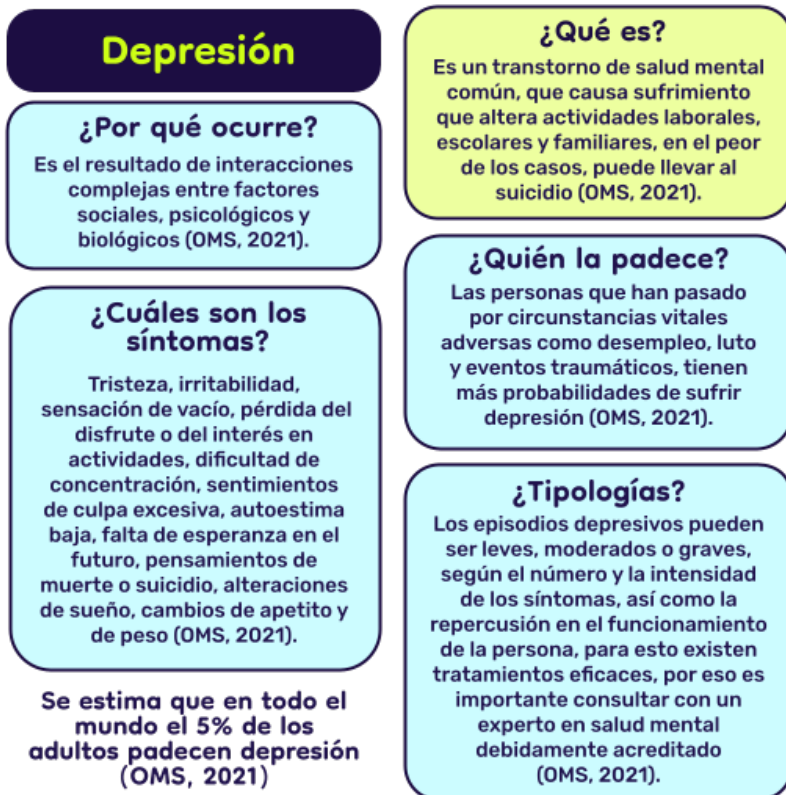 Depresión
¿Por qué ocurre?
Es el resultado de interacciones
complejas entre factores
sociales, psicológicos y
biológicos (OMS, 2021).
¿Cuáles son los
síntomas?
Tristeza, irritabilidad,
sensación de vacío, pérdida del
disfrute o del interés en
actividades, dificultad de
concentración, sentimientos
de culpa excesiva, autoestima
baja, falta de esperanza en el
futuro, pensamientos de
muerte o suicidio, alteraciones
de sueño, cambios de apetito y
de peso (OMS, 2021).
Se estima que en todo el
mundo el 5% de los
adultos padecen depresión
(OMS, 2021)
¿Qué es?
Es un transtorno de salud mental
común, que causa sufrimiento
que altera actividades laborales,
escolares y familiares, en el peor
de los casos, puede llevar al
suicidio (OMS, 2021).
¿Quién la padece?
Las personas que han pasado
por circunstancias vitales
adversas como desempleo, luto
y eventos traumáticos, tienen
más probabilidades de sufrir
depresión (OMS, 2021).
¿Tipologías?
Los episodios depresivos pueden
ser leves, moderados o graves,
según el número y la intensidad
de los síntomas, así como la
repercusión en el funcionamiento
de la persona, para esto existen
tratamientos eficaces, por eso es
importante consultar con un
experto en salud mental
debidamente acreditado
(OMS, 2021).